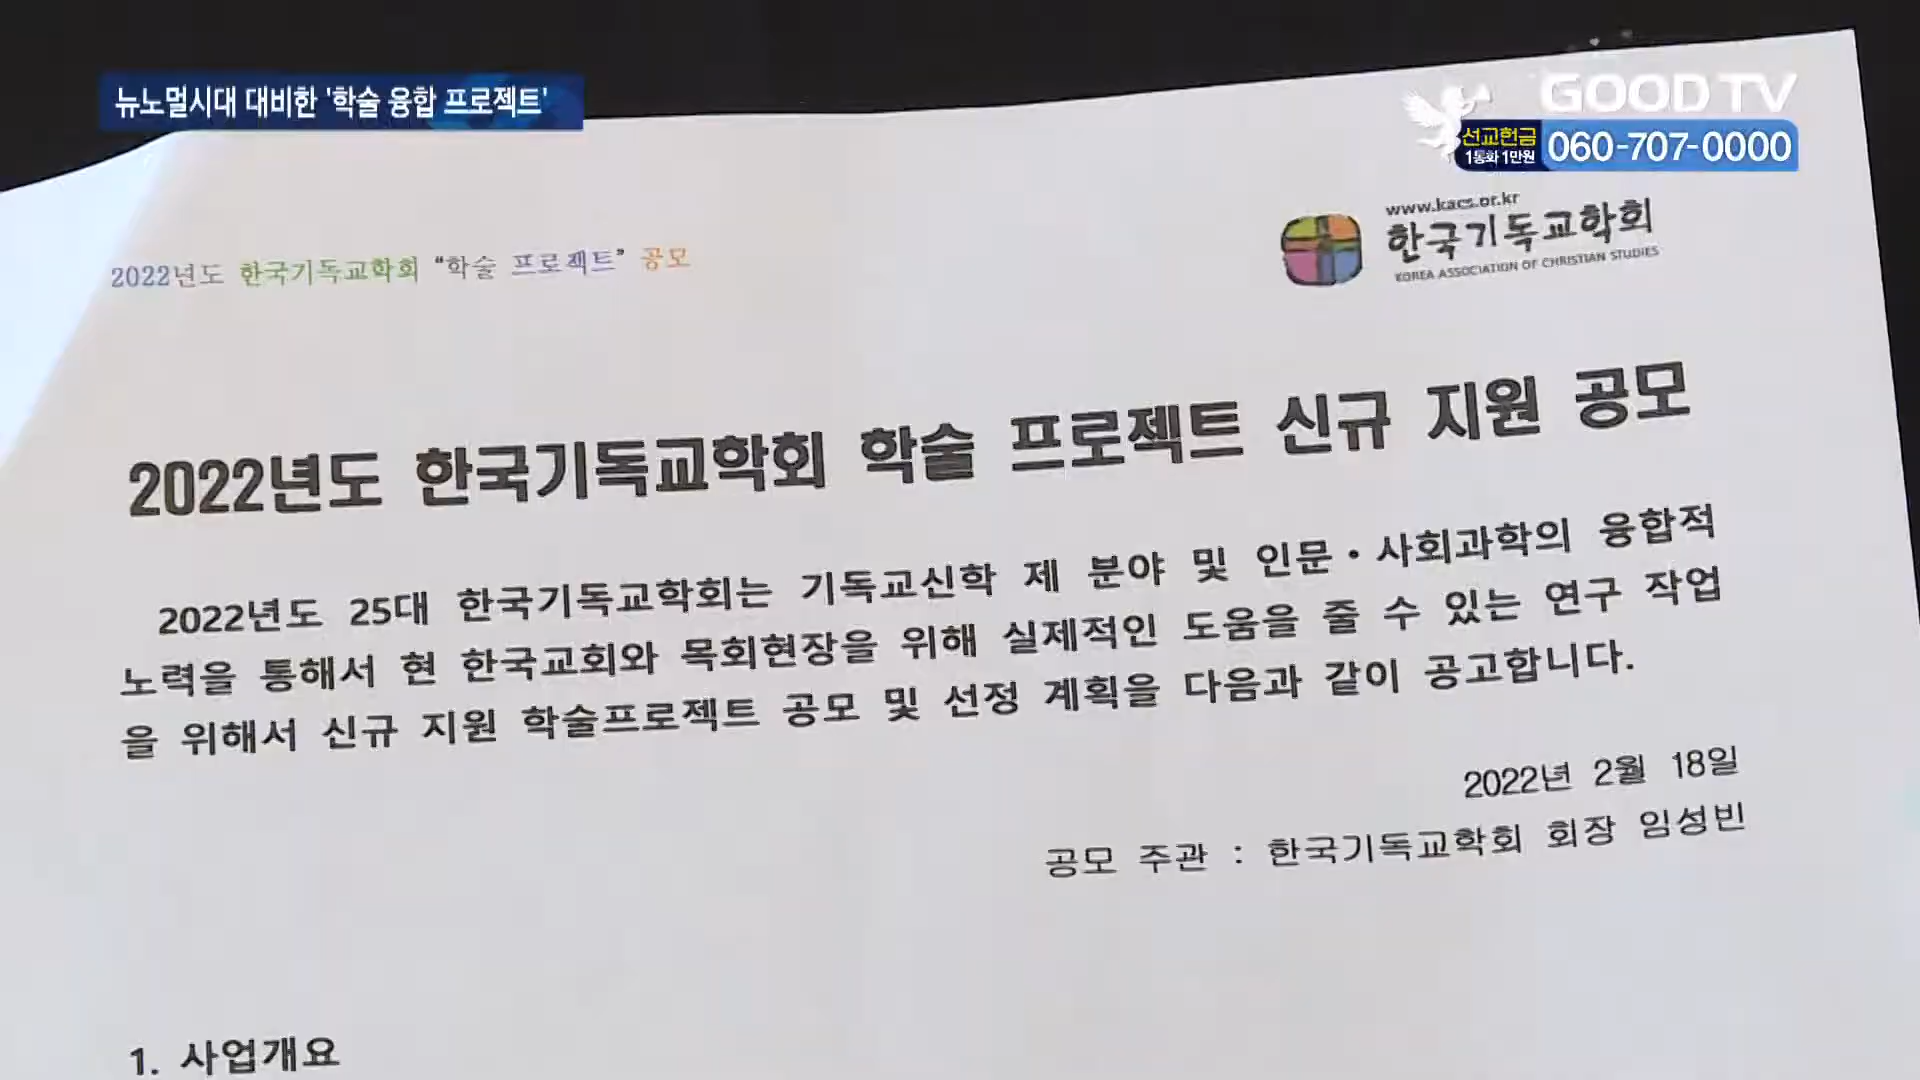 뉴노멀시대 대비한 '학술 융합 프로젝트'
GOODTV
선교헌금
1통화 1만원
060-707-0000
2022년도 한국기독교학회 “학술 프로젝트” 공모
www.kacs.or.kr
한국기독교학회
KOREA ASSOCIATION OF CHRISTIAN STUDIES
2022년도 한국기독교학회 학술 프로젝트 신규 지원 공모
2022년도 25대 한국기독교학회는 기독교신학 제 분야 및 인문·사회과학의 융합적
노력을 통해서 현 한국교회와 목회현장을 위해 실제적인 도움을 줄 수 있는 연구 작업
을 위해서 신규 지원 학술프로젝트 공모 및 선정 계획을 다음과 같이 공고합니다.
2022년 2월 18일
공모 주관 : 한국기독교학회 회장 임성빈
1. 사업개요